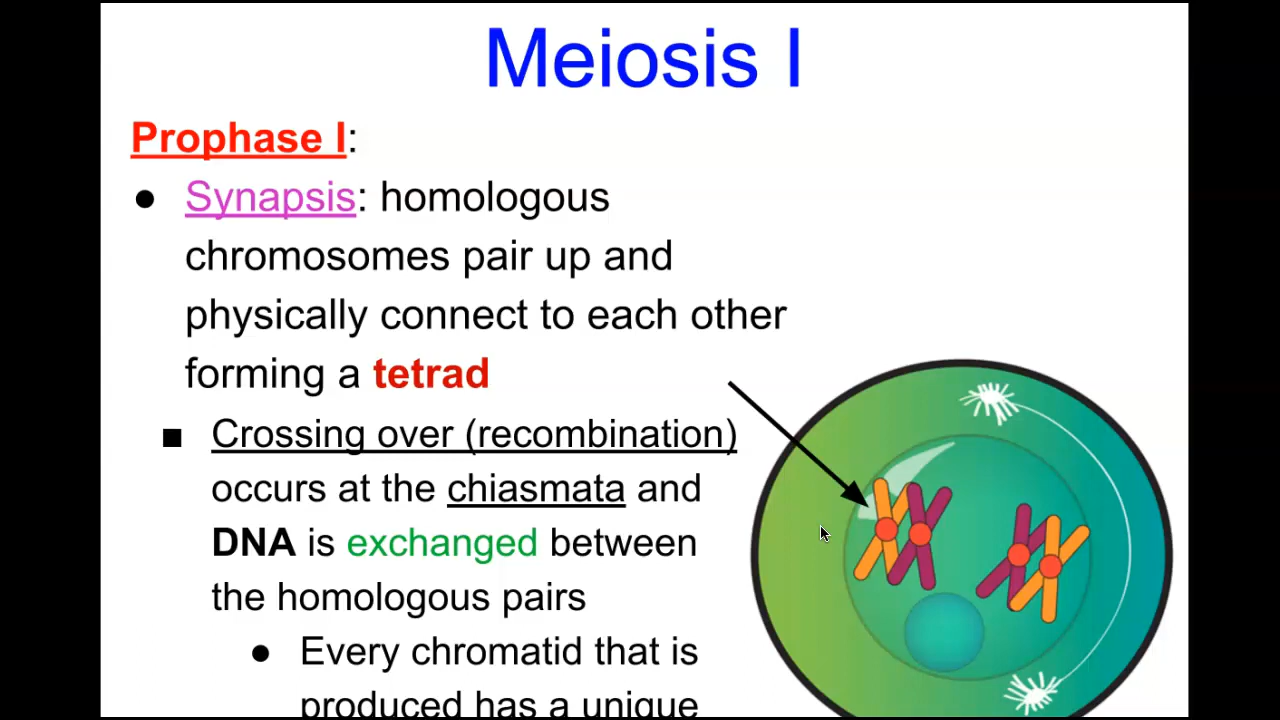 Meiosis I
Prophase I:
● Synapsis: homologous
chromosomes pair up and
physically connect to each other
forming a tetrad
■ Crossing over (recombination)
occurs at the chiasmata and
DNA is exchanged between
the homologous pairs
● Every chromatid that is
produced has a unique